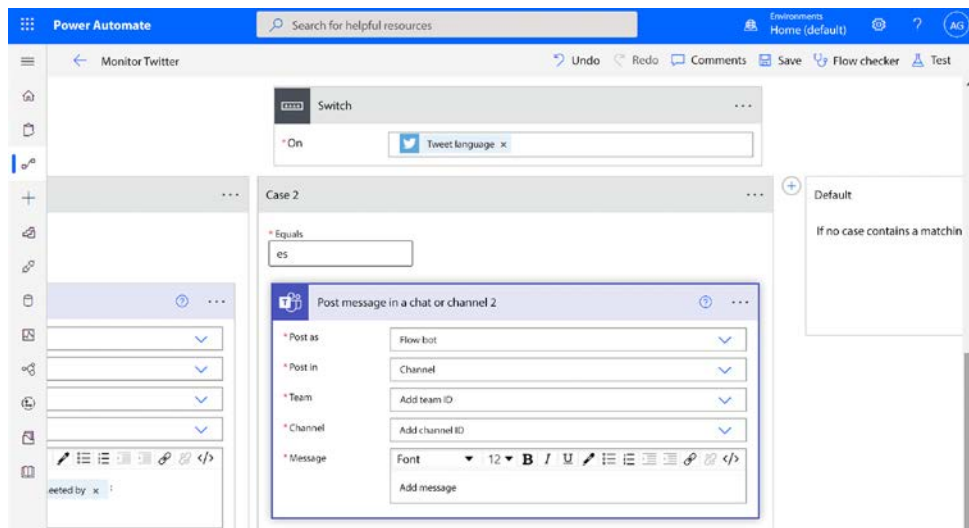 Power Automate
Search for helpful resources
Environments
Home (default)
?
AG
Monitor Twitter
Undo
Redo
Comments
Save
Flow checker
Test
Switch
* On
Tweet language ×
Case 2
* Equals
es
Default
If no case contains a matchin
Post message in a chat or channel 2
* Post as
Flow bot
* Post in
Channel
* Team
Add team ID
* Channel
Add channel ID
* Message
Font
12
B I U
Add message
eeted by × :